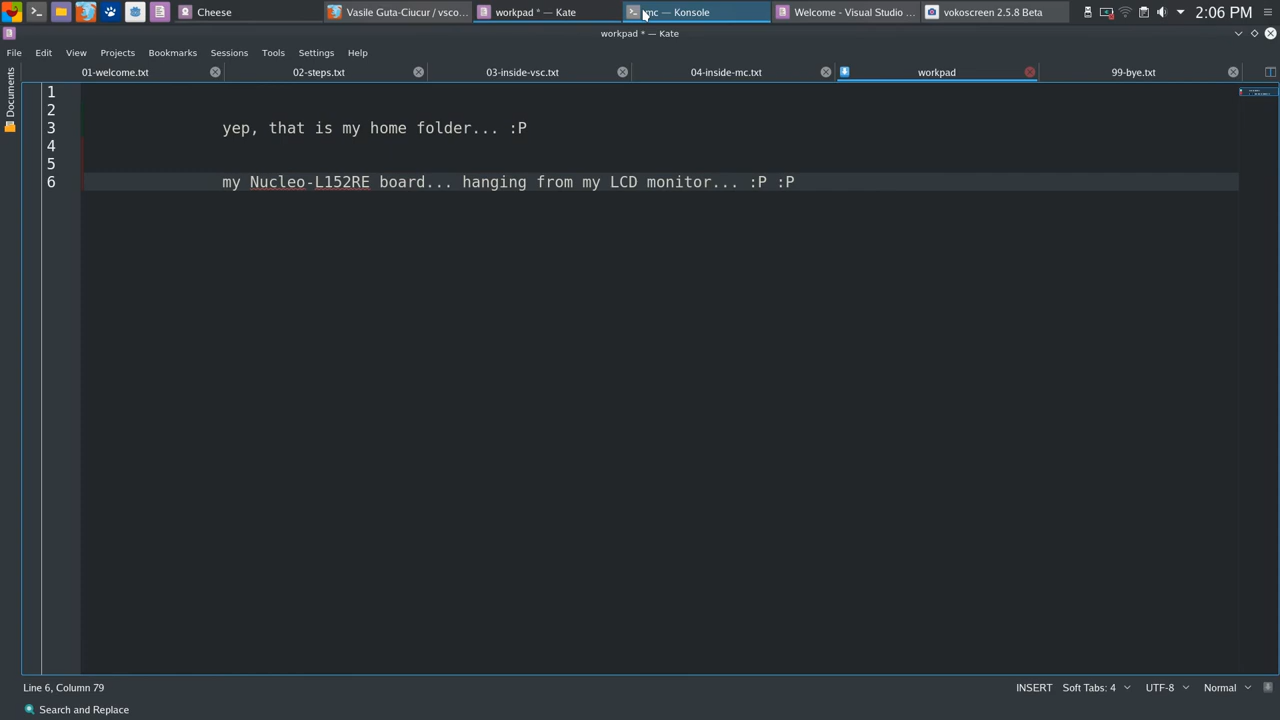 Cheese
Vasile Guta-Ciucur / vsco...
workpad * — Kate
mc — Konsole
Welcome - Visual Studio ...
vokoscreen 2.5.8 Beta
2:06 PM
workpad * — Kate
File Edit View Projects Bookmarks Sessions Tools Settings Help
Documents
01-welcome.txt
02-steps.txt
03-inside-vsc.txt
04-inside-mc.txt
workpad
99-bye.txt
1
2
3 yep, that is my home folder... :P
4
5
6 my Nucleo-L152RE board... hanging from my LCD monitor... :P :P
Line 6, Column 79
INSERT Soft Tabs: 4 UTF-8 Normal
Search and Replace